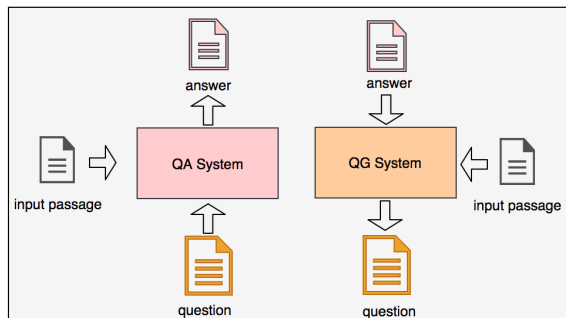 answer
answer
QA System
QG System
input passage
input passage
question
question